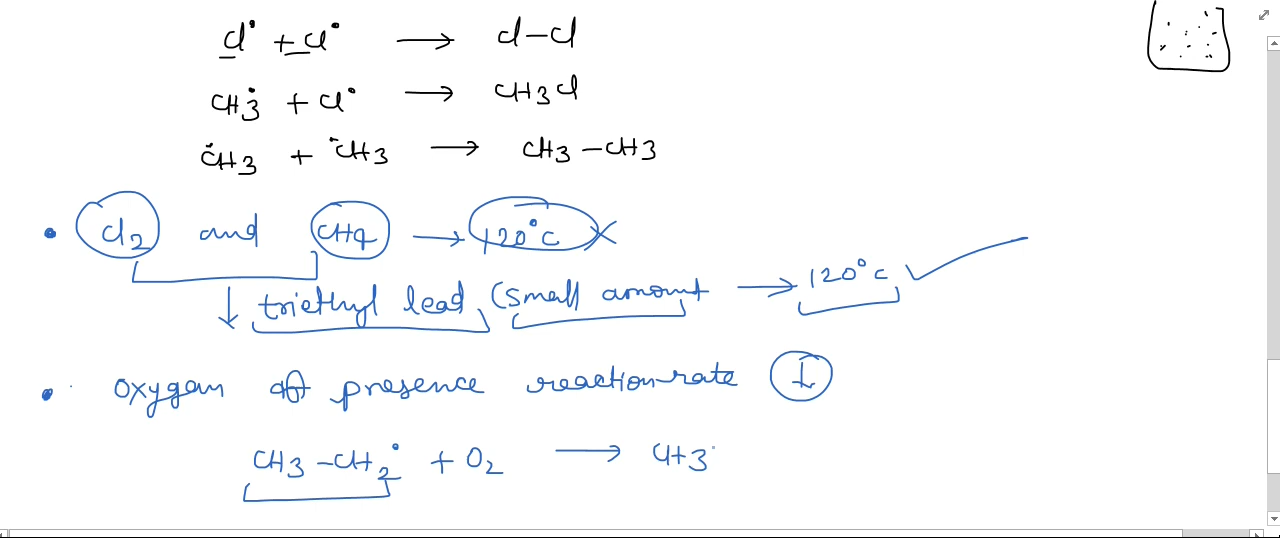 Cl• + Cl• → Cl-Cl
CH3• + Cl• → CH3Cl
•CH3 + •CH3 → CH3-CH3
• Cl2 and CH4 → 120°C ×
↓ triethyl lead (small amount → 120°C ✓
• oxygen of presence reaction rate ↓
CH3-CH2• + O2 → CH3